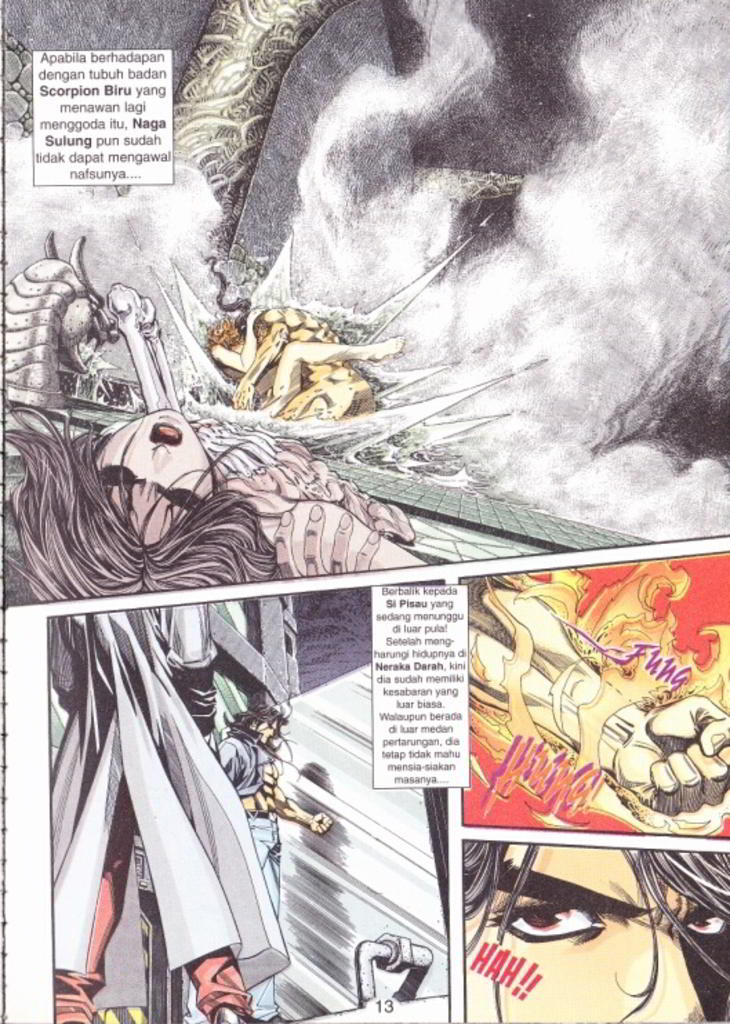 Apabila berhadapan
dengan tubuh badan
Scorpion Biru yang
menawan lagi
menggoda itu, Naga
Sulung pun sudah
tidak dapat mengawal
nafsunya....
Berbalik kepada
Si Pisau yang
sedang menunggu
di luar pula!
Setelah meng-
harungi hidupnya di
Neraka Darah, kini
dia sudah memiliki
kesabaran yang
luar biasa.
Walaupun berada
di luar medan
pertarungan, dia
tetap tidak mahu
mensia-siakan
masanya....
FUNG
HAH!!
13